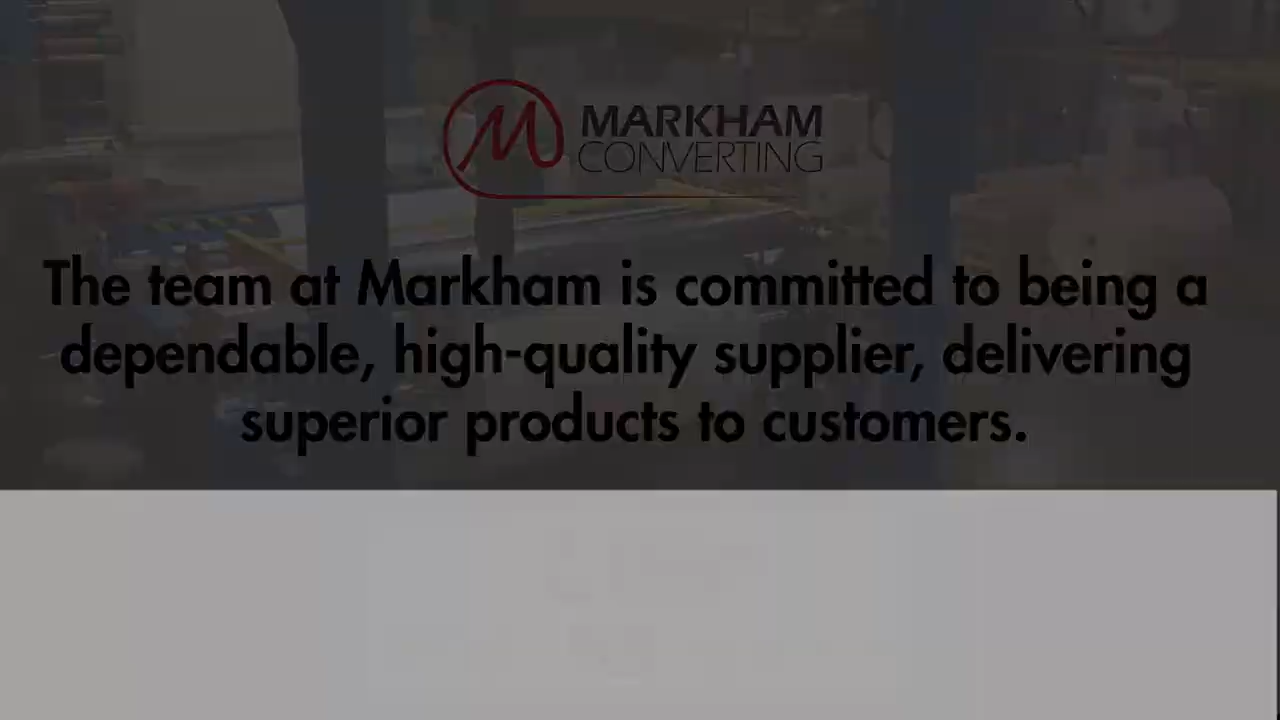 MARKHAM
CONVERTING
The team at Markham is committed to being a
dependable, high-quality supplier, delivering
superior products to customers.